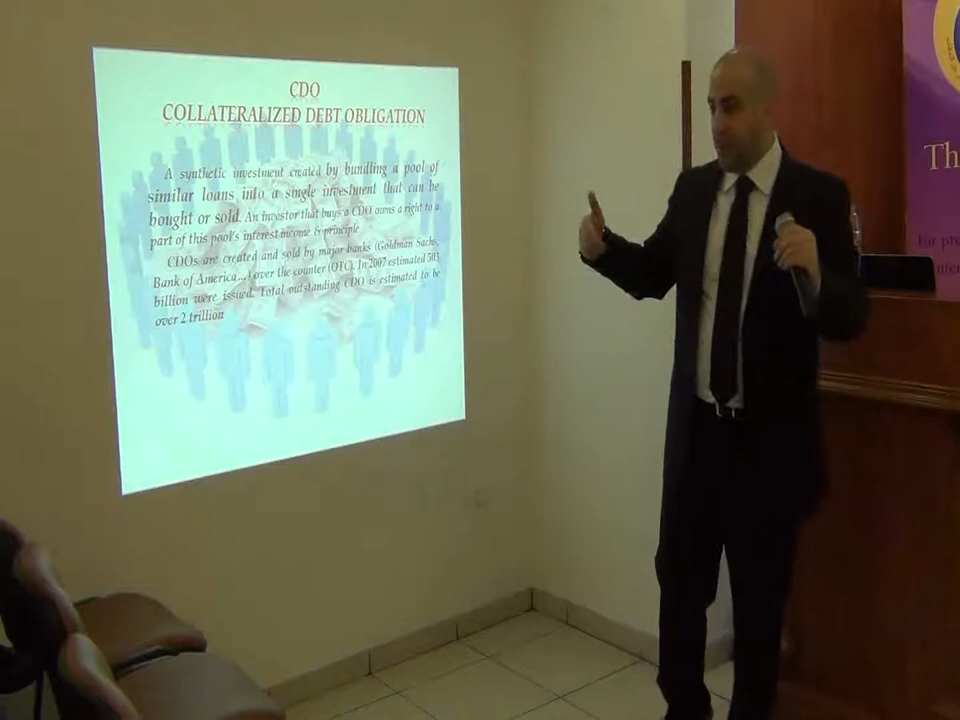 CDO
COLLATERALIZED DEBT OBLIGATION
A synthetic investment created by bundling a pool of
similar loans into a single investment that can be
bought or sold. An investor that buys a CDO owns a right to a
part of this pool's interest income & principle
CDOs are created and sold by major banks (Goldman Sachs,
Bank of America...) over the counter (OTC). In 2007 estimated 503
billion were issued. Total outstanding CDO is estimated to be
over 2 trillion
Th